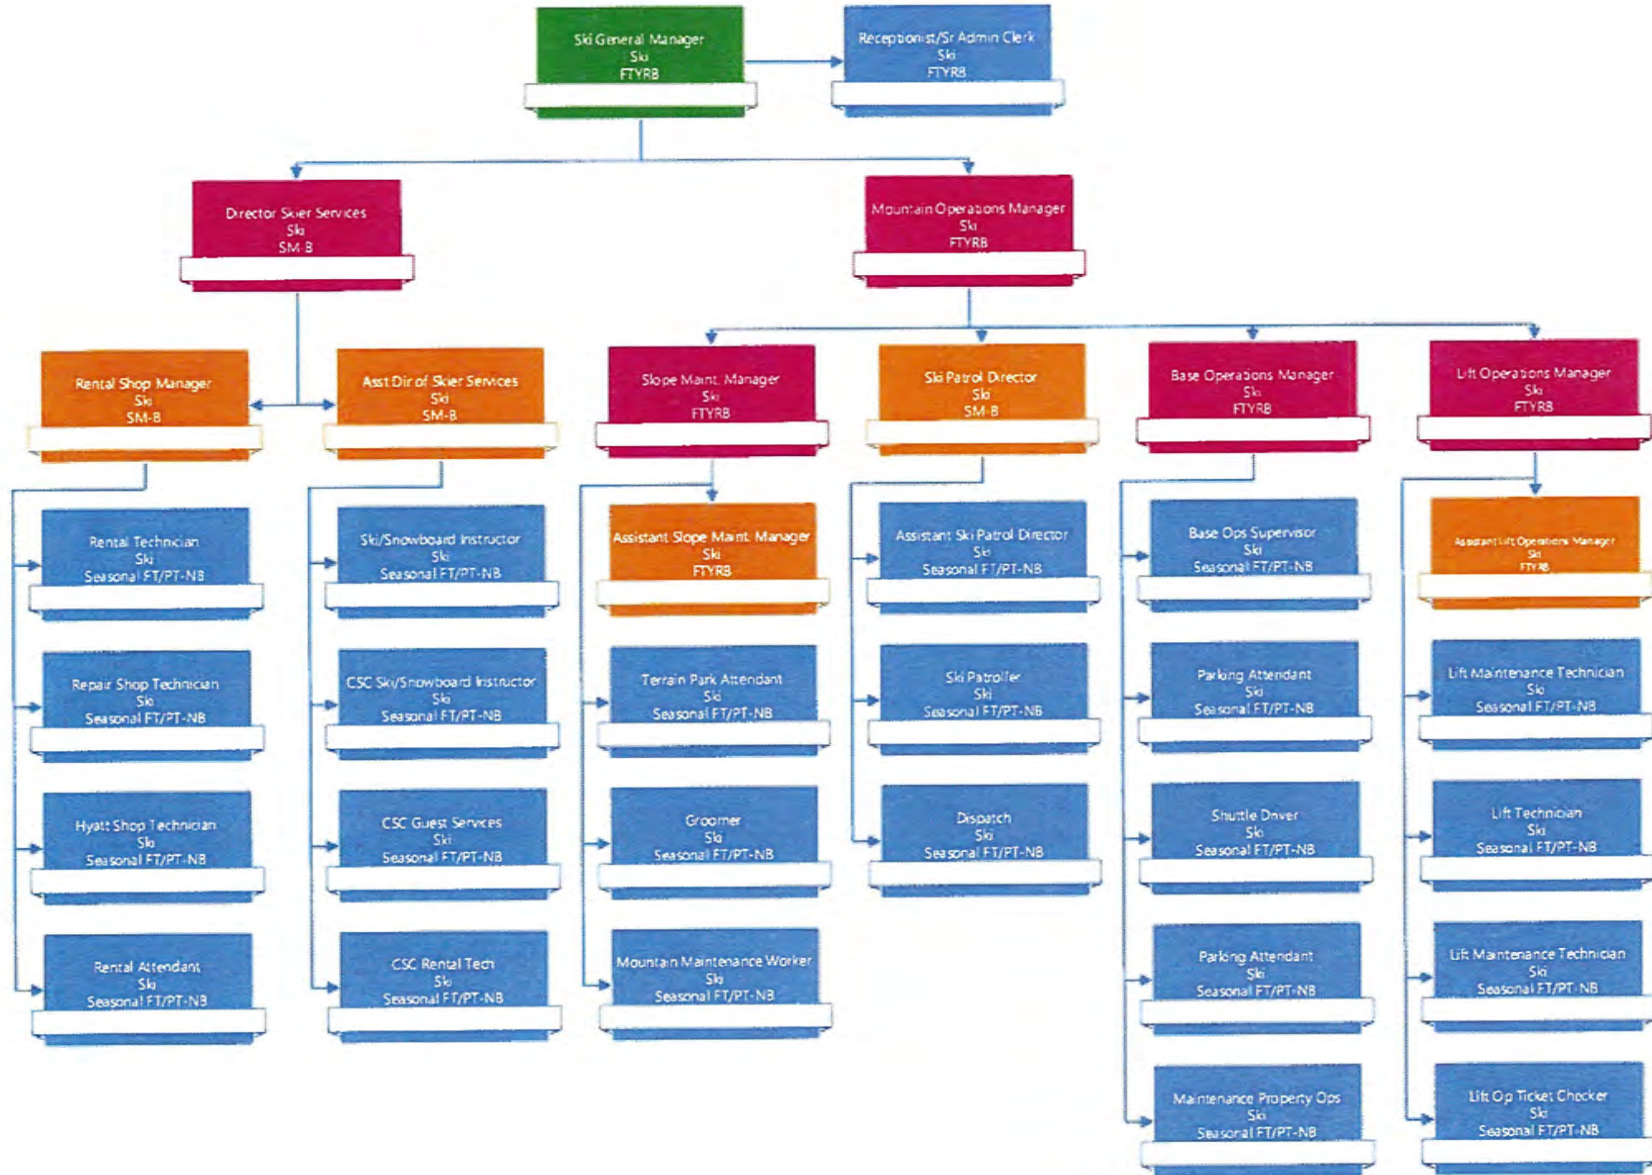 Ski General Manager
Ski
FTYRB
Receptionist/Sr Admin Clerk
Ski
FTYRB
Director Skier Services
Ski
SM-B
Mountain Operations Manager
Ski
FTYRB
Rental Shop Manager
Ski
SM-B
Asst Dir of Skier Services
Ski
SM-B
Slope Maint. Manager
Ski
FTYRB
Ski Patrol Director
Ski
SM-B
Base Operations Manager
Ski
FTYRB
Lift Operations Manager
Ski
FTYRB
Rental Technician
Ski
Seasonal FT/PT-NB
Ski/Snowboard Instructor
Ski
Seasonal FT/PT-NB
Assistant Slope Maint. Manager
Ski
FTYRB
Assistant Ski Patrol Director
Ski
Seasonal FT/PT-NB
Base Ops Supervisor
Ski
Seasonal FT/PT-NB
Assistant Lift Operations Manager
Ski
FTYRB
Repair Shop Technician
Ski
Seasonal FT/PT-NB
CSC Ski/Snowboard Instructor
Ski
Seasonal FT/PT-NB
Terrain Park Attendant
Ski
Seasonal FT/PT-NB
Ski Patroller
Ski
Seasonal FT/PT-NB
Parking Attendant
Ski
Seasonal FT/PT-NB
Lift Maintenance Technician
Ski
Seasonal FT/PT-NB
Hyatt Shop Technician
Ski
Seasonal FT/PT-NB
CSC Guest Services
Ski
Seasonal FT/PT-NB
Groomer
Ski
Seasonal FT/PT-NB
Dispatch
Ski
Seasonal FT/PT-NB
Shuttle Driver
Ski
Seasonal FT/PT-NB
Lift Technician
Ski
Seasonal FT/PT-NB
Rental Attendant
Ski
Seasonal FT/PT-NB
CSC Rental Tech
Ski
Seasonal FT/PT-NB
Mountain Maintenance Worker
Ski
Seasonal FT/PT-NB
Parking Attendant
Ski
Seasonal FT/PT-NB
Lift Maintenance Technician
Ski
Seasonal FT/PT-NB
Maintenance Property Ops
Ski
Seasonal FT/PT-NB
Lift Op Ticket Checker
Ski
Seasonal FT/PT-NB